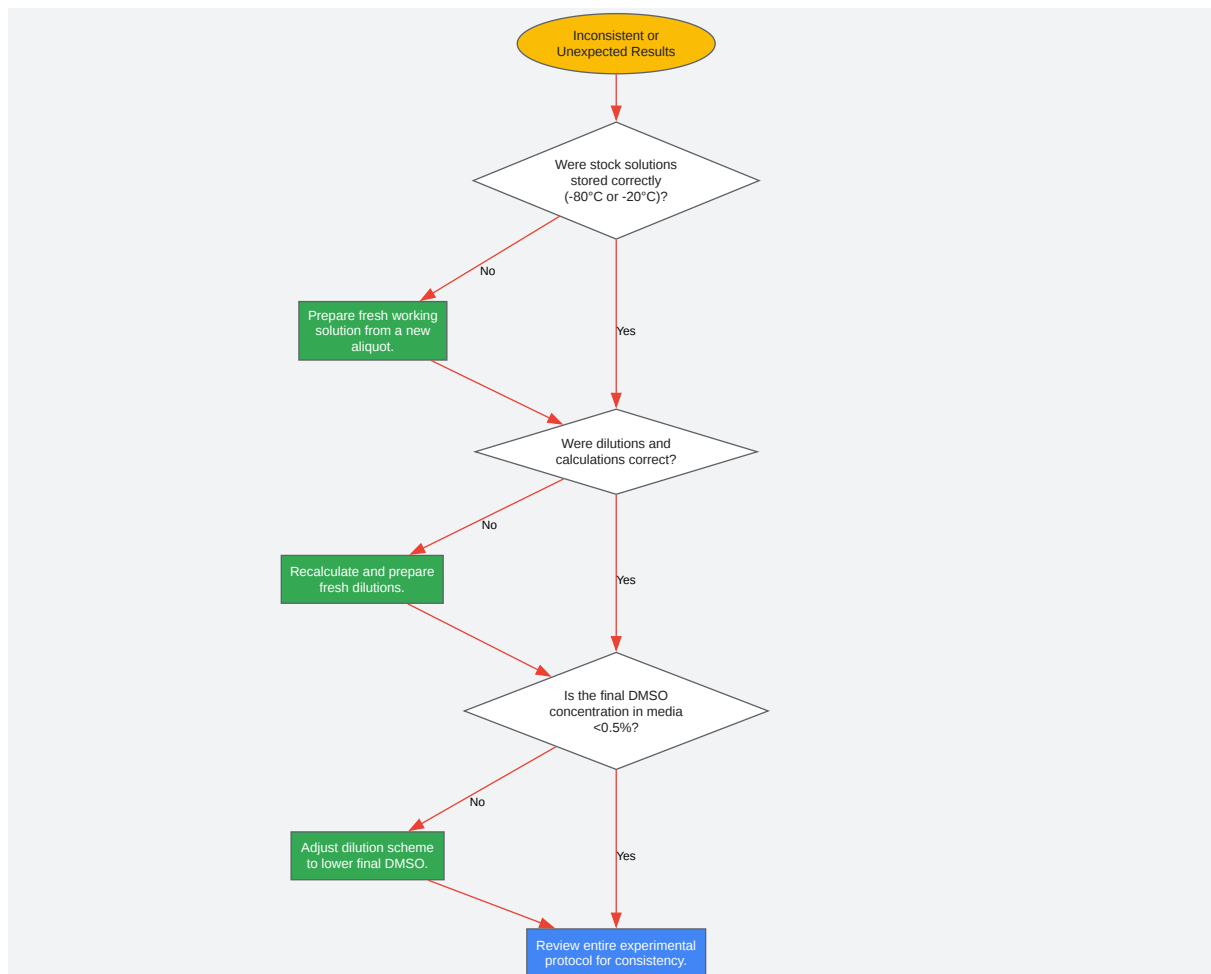 Inconsistent or
Unexpected Results
Were stock solutions
stored correctly
(-80°C or -20°C)?
No
Prepare fresh working
solution from a new
aliquot.
Yes
Were dilutions and
calculations correct?
No
Recalculate and prepare
fresh dilutions.
Yes
Is the final DMSO
concentration in media
<0.5%?
No
Adjust dilution scheme
to lower final DMSO.
Yes
Review entire experimental
protocol for consistency.